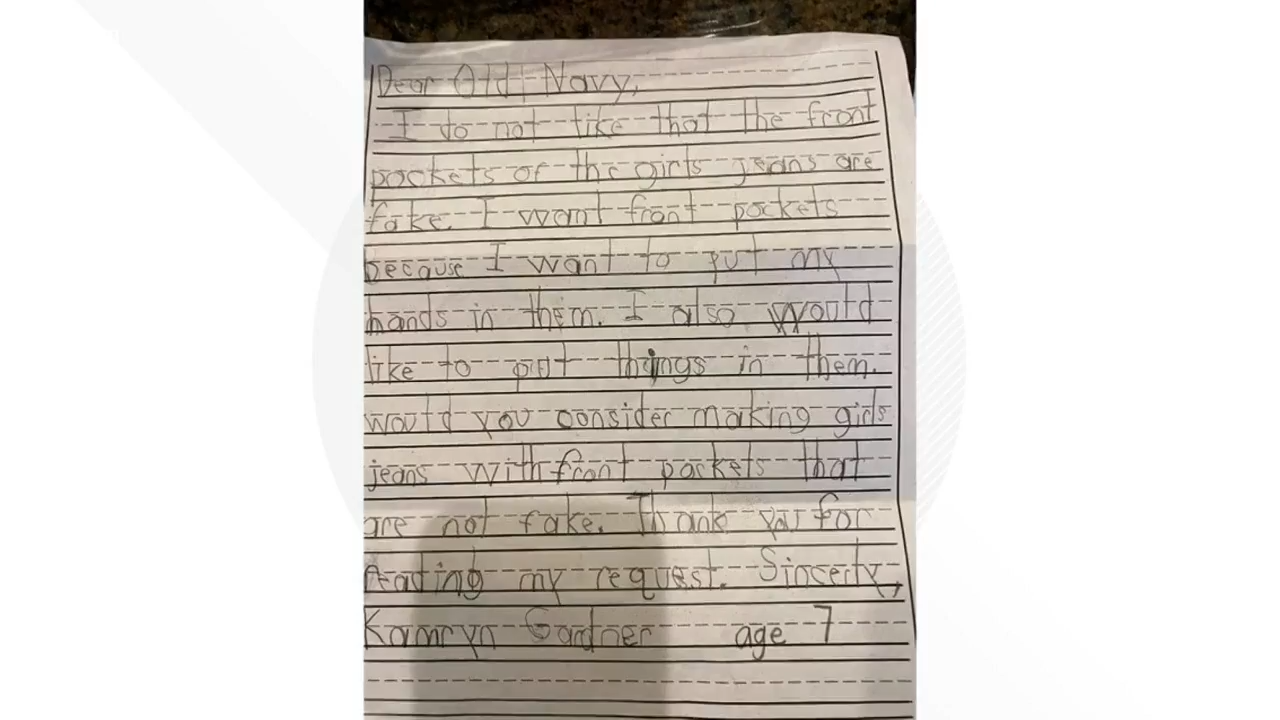 Dear Old Navy,
I do not like that the front
pockets of the girls jeans are
fake. I want front pockets
because I want to put my
hands in them. I also would
like to put things in them.
would you consider making girls
jeans with front pockets that
are not fake. Thank you for
reading my request. Sincerly,
Kamryn Gardner age 7